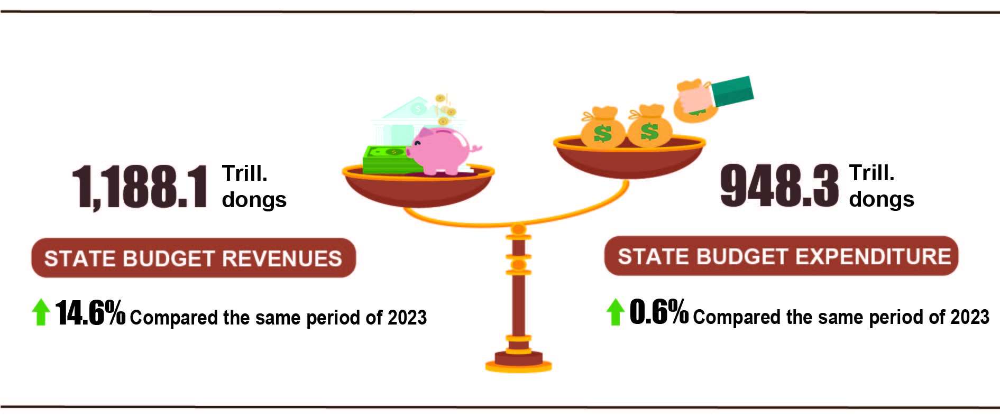 1,188.1 Trill.
dongs
STATE BUDGET REVENUES
14.6% Compared the same period of 2023
$
$
$ $
$
948.3 Trill.
dongs
STATE BUDGET EXPENDITURE
0.6% Compared the same period of 2023